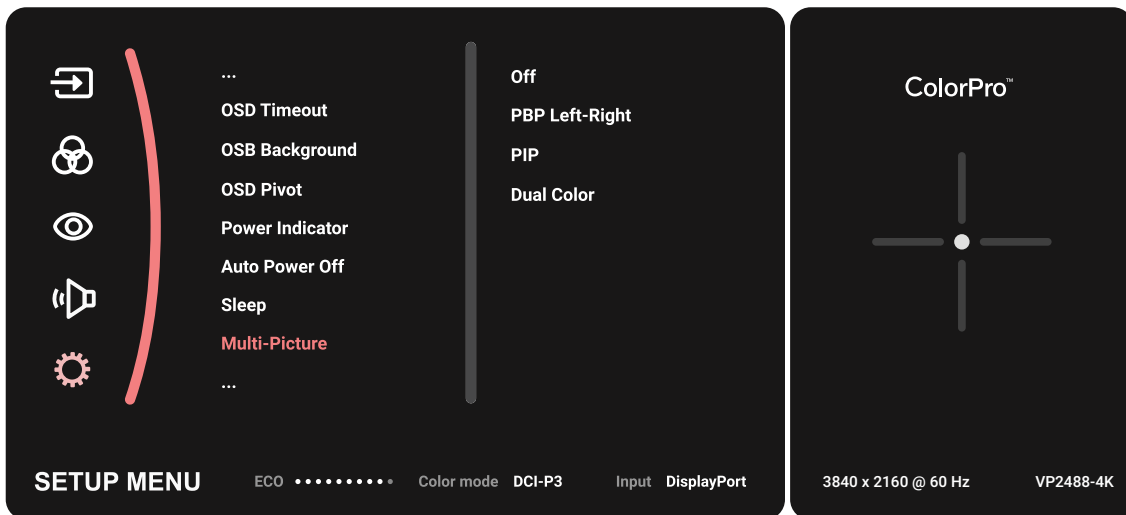 ...
OSD Timeout
OSB Background
OSD Pivot
Power Indicator
Auto Power Off
Sleep
Multi-Picture
...
Off
PBP Left-Right
PIP
Dual Color
SETUP MENU
ECO
Color mode DCI-P3
Input DisplayPort
ColorPro™
3840 x 2160 @ 60 Hz
VP2488-4K